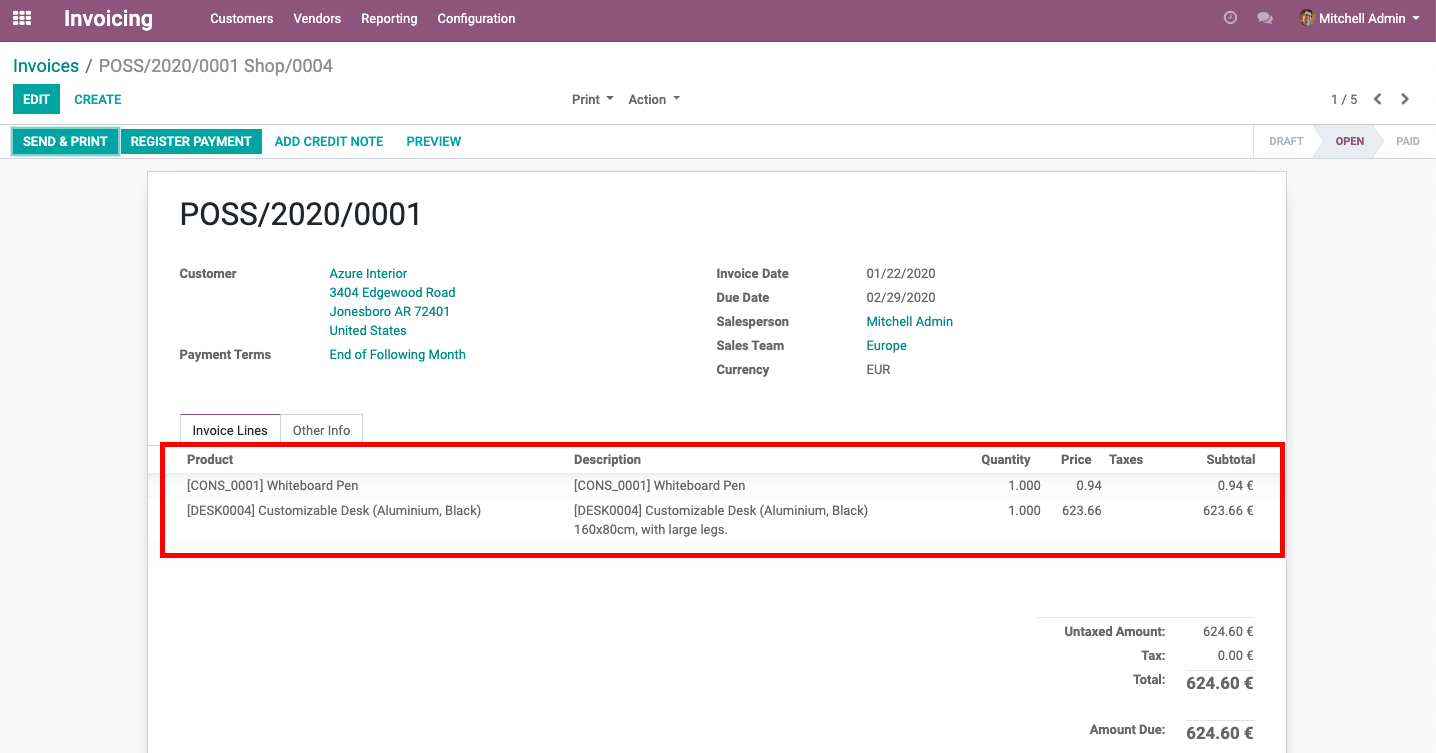 Invoicing Customers Vendors Reporting Configuration Mitchell Admin
Invoices / POSS/2020/0001 Shop/0004
EDIT CREATE Print Action 1 / 5
SEND & PRINT REGISTER PAYMENT ADD CREDIT NOTE PREVIEW DRAFT OPEN PAID
POSS/2020/0001
Customer Azure Interior
3404 Edgewood Road
Jonesboro AR 72401
United States
Payment Terms End of Following Month
Invoice Date 01/22/2020
Due Date 02/29/2020
Salesperson Mitchell Admin
Sales Team Europe
Currency EUR
Invoice Lines Other Info
Product Description Quantity Price Taxes Subtotal
[CONS_0001] Whiteboard Pen [CONS_0001] Whiteboard Pen 1.000 0.94 0.94 €
[DESK0004] Customizable Desk (Aluminium, Black) [DESK0004] Customizable Desk (Aluminium, Black) 1.000 623.66 623.66 €
160x80cm, with large legs.
Untaxed Amount: 624.60 €
Tax: 0.00 €
Total: 624.60 €
Amount Due: 624.60 €